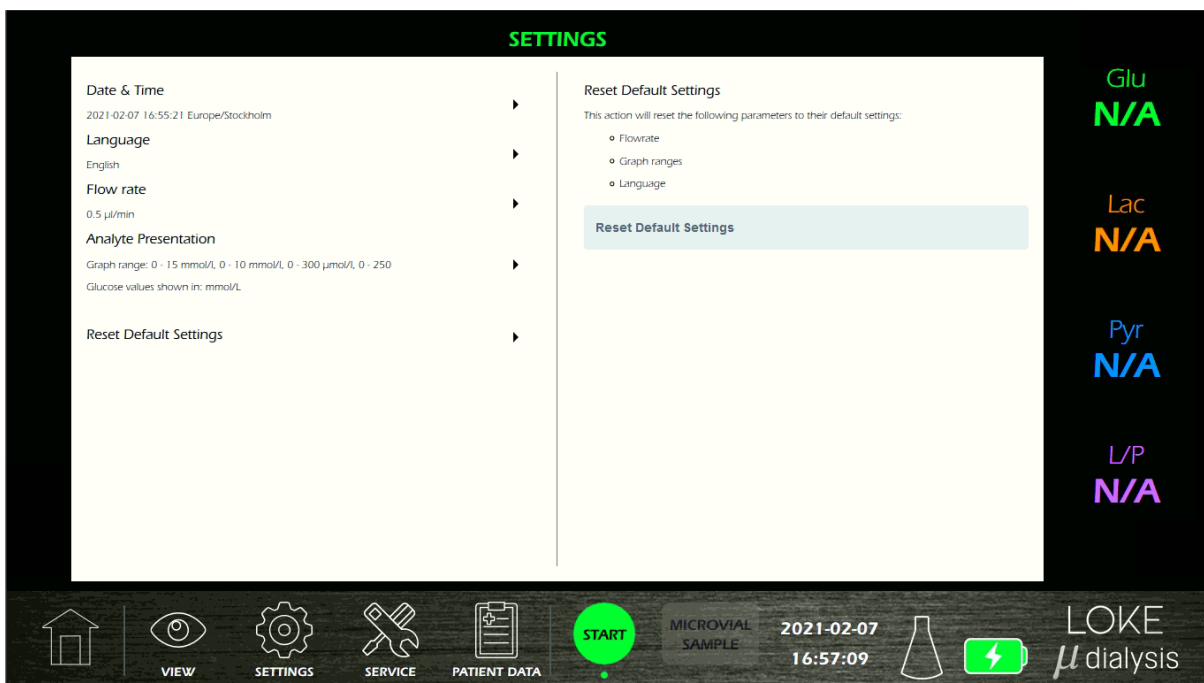 SETTINGS
Date & Time
2021-02-07 16:55:21 Europe/Stockholm
Language
English
Flow rate
0.5 µl/min
Analyte Presentation
Graph range: 0 - 15 mmol/l, 0 - 10 mmol/l, 0 - 300 µmol/l, 0 - 250
Glucose values shown in: mmol/L
Reset Default Settings
Reset Default Settings
This action will reset the following parameters to their default settings:
Flowrate
Graph ranges
Language
Reset Default Settings
Glu
N/A
Lac
N/A
Pyr
N/A
L/P
N/A
VIEW
SETTINGS
SERVICE
PATIENT DATA
START
MICROVIAL
SAMPLE
2021-02-07
16:57:09
LOKE
µ dialysis